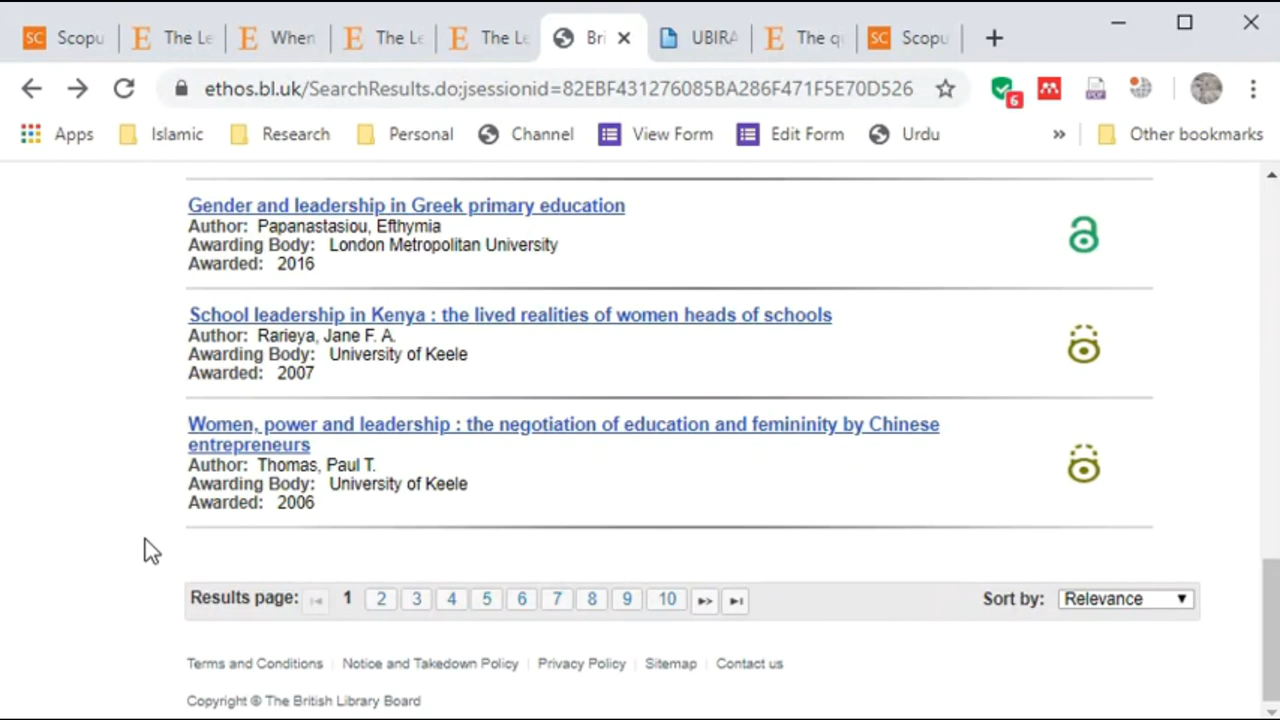 SC Scopu E The Le E When E The Le E The Le Bri UBIRA E The qu SC Scopu
ethos.bl.uk/SearchResults.do;jsessionid=82EBF431276085BA286F471F5E70D526 6 PDF
Apps Islamic Research Personal Channel View Form Edit Form Urdu » Other bookmarks
Gender and leadership in Greek primary education
Author: Papanastasiou, Efthymia
Awarding Body: London Metropolitan University
Awarded: 2016
School leadership in Kenya : the lived realities of women heads of schools
Author: Rarieya, Jane F. A.
Awarding Body: University of Keele
Awarded: 2007
Women, power and leadership : the negotiation of education and femininity by Chinese
entrepreneurs
Author: Thomas, Paul T.
Awarding Body: University of Keele
Awarded: 2006
Results page: 1 2 3 4 5 6 7 8 9 10 Sort by: Relevance
Terms and Conditions Notice and Takedown Policy Privacy Policy Sitemap Contact us
Copyright © The British Library Board